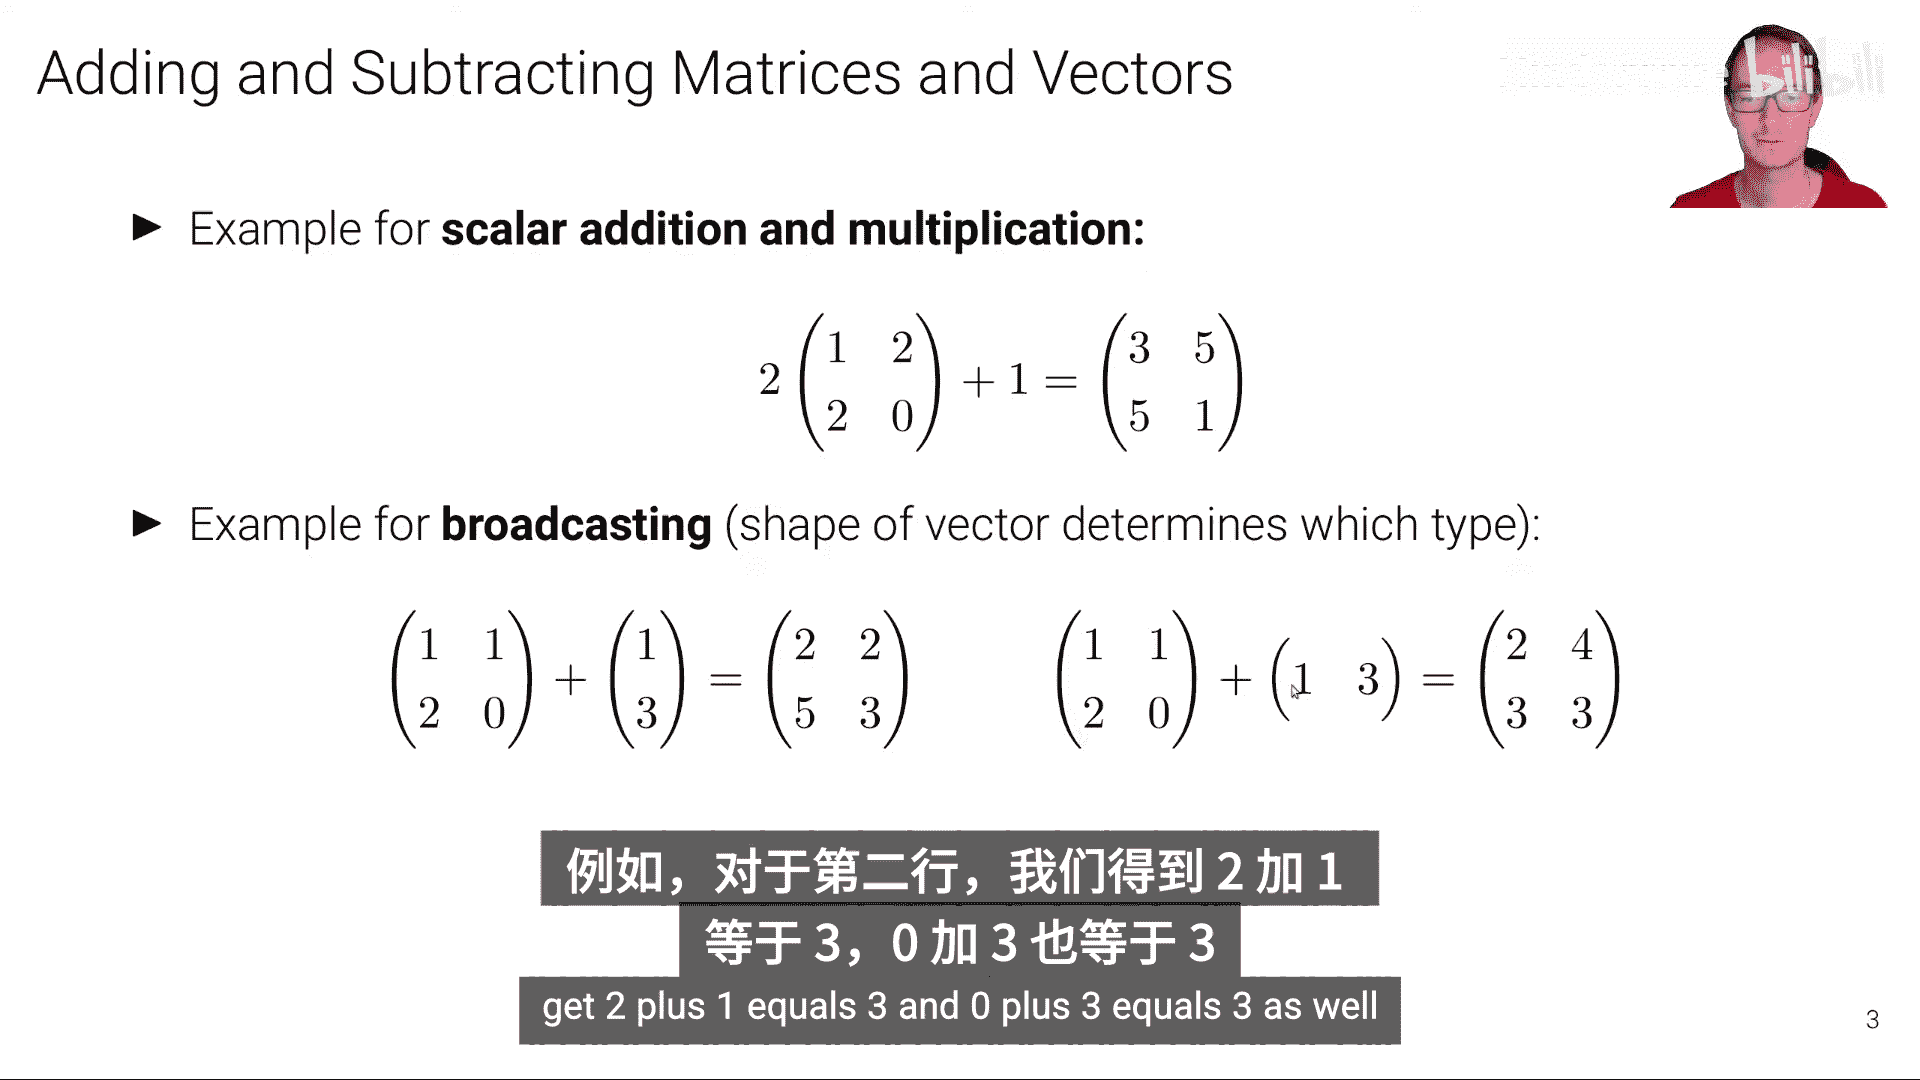 Adding and Subtracting Matrices and Vectors
bilibili
▶ Example for scalar addition and multiplication:
2 ( 1 2 ; 2 0 ) + 1 = ( 3 5 ; 5 1 )
▶ Example for broadcasting (shape of vector determines which type):
( 1 1 ; 2 0 ) + ( 1 ; 3 ) = ( 2 2 ; 5 3 )
( 1 1 ; 2 0 ) + ( 1 3 ) = ( 2 4 ; 3 3 )
例如，对于第二行，我们得到 2 加 1
等于 3，0 加 3 也等于 3
get 2 plus 1 equals 3 and 0 plus 3 equals 3 as well
3